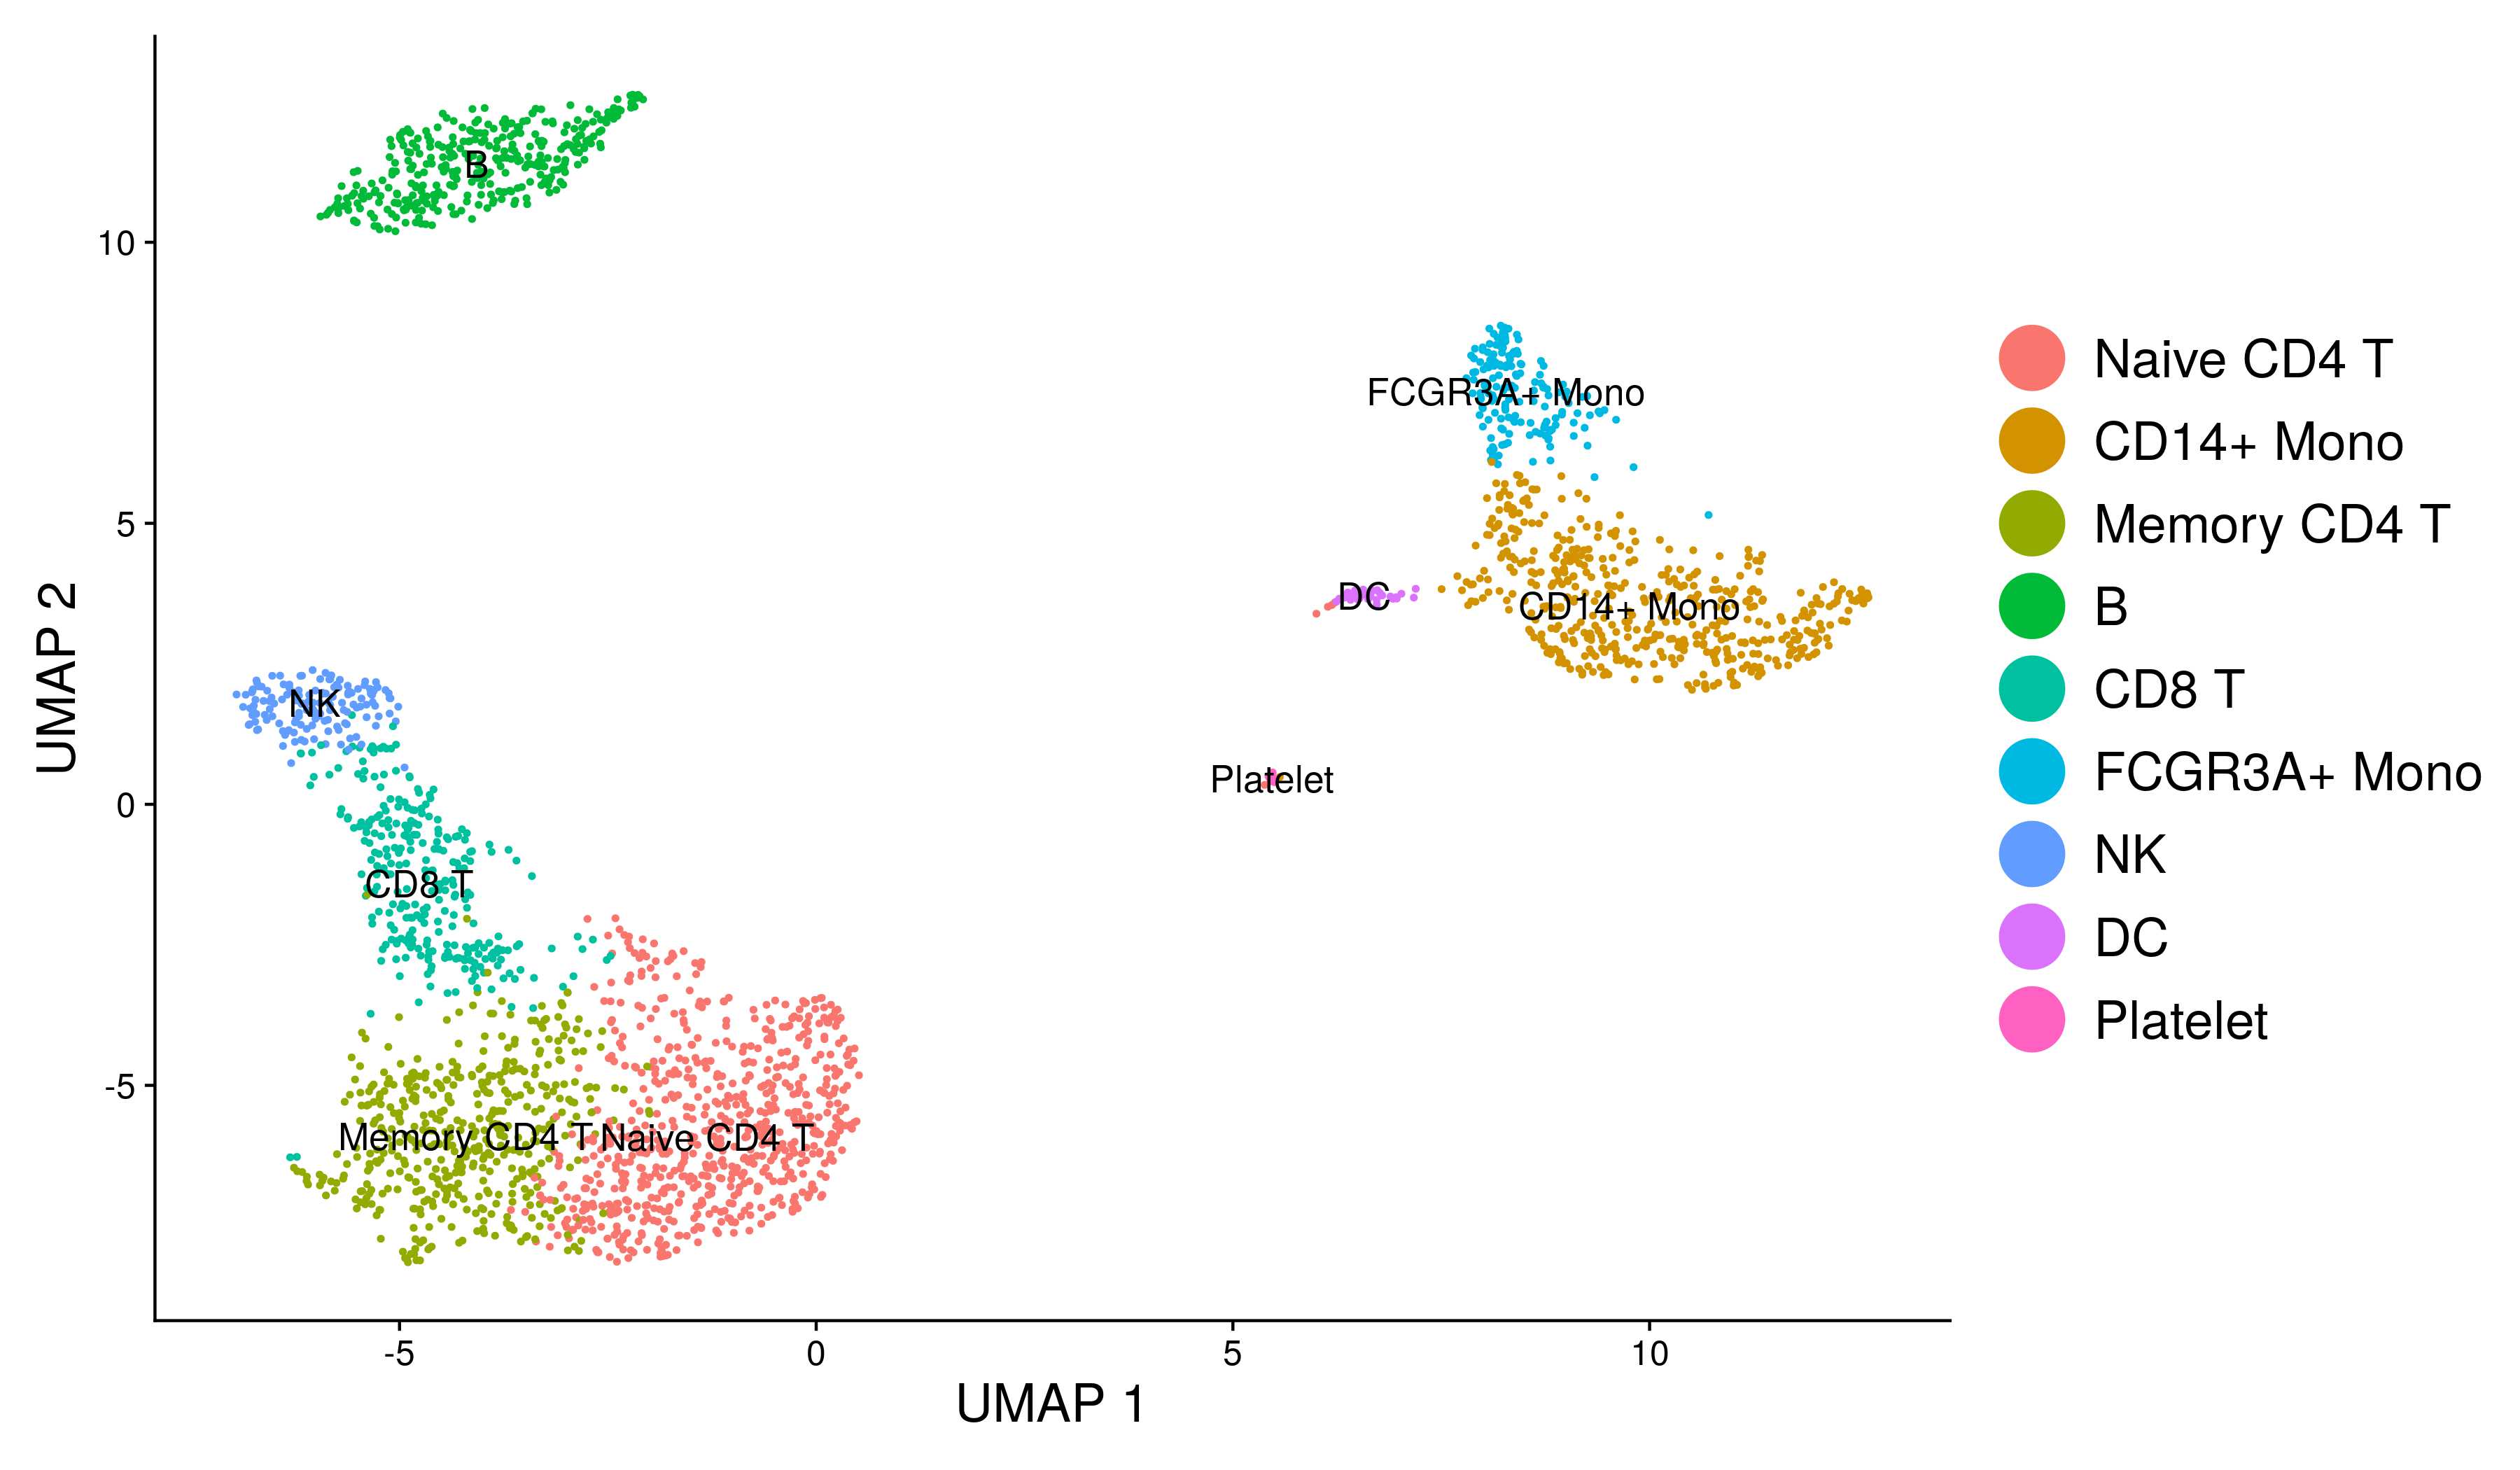 B
10
FCGR3A+ Mono
Naive CD4 T
CD14+ Mono
5
Memory CD4 T
DC
CD14+ Mono
B
UMAP 2
NK
CD8 T
Platelet
0
FCGR3A+ Mono
CD8 T
NK
DC
Platelet
-5
Memory CD4 T
Naive CD4 T
-5
0
5
10
UMAP 1